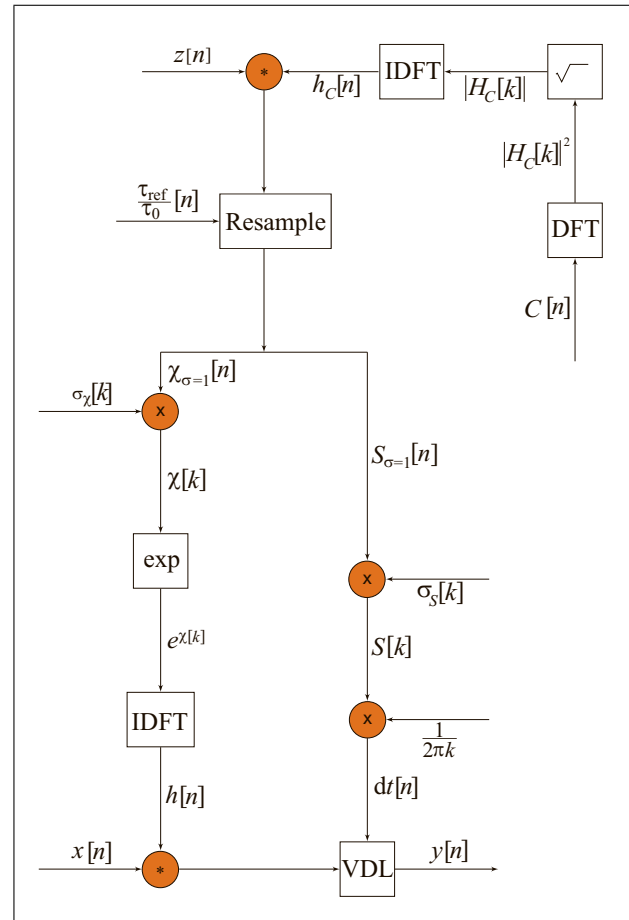 z[n]
*
h_C[n]
IDFT
|H_C[k]|
√
|H_C[k]|²
τ_ref/τ_0 [n]
Resample
DFT
C[n]
χ_σ=1[n]
σ_χ[k]
x
S_σ=1[n]
χ[k]
exp
x
σ_S[k]
e^χ[k]
S[k]
IDFT
x
1/2πk
h[n]
dt[n]
x[n]
*
VDL
y[n]